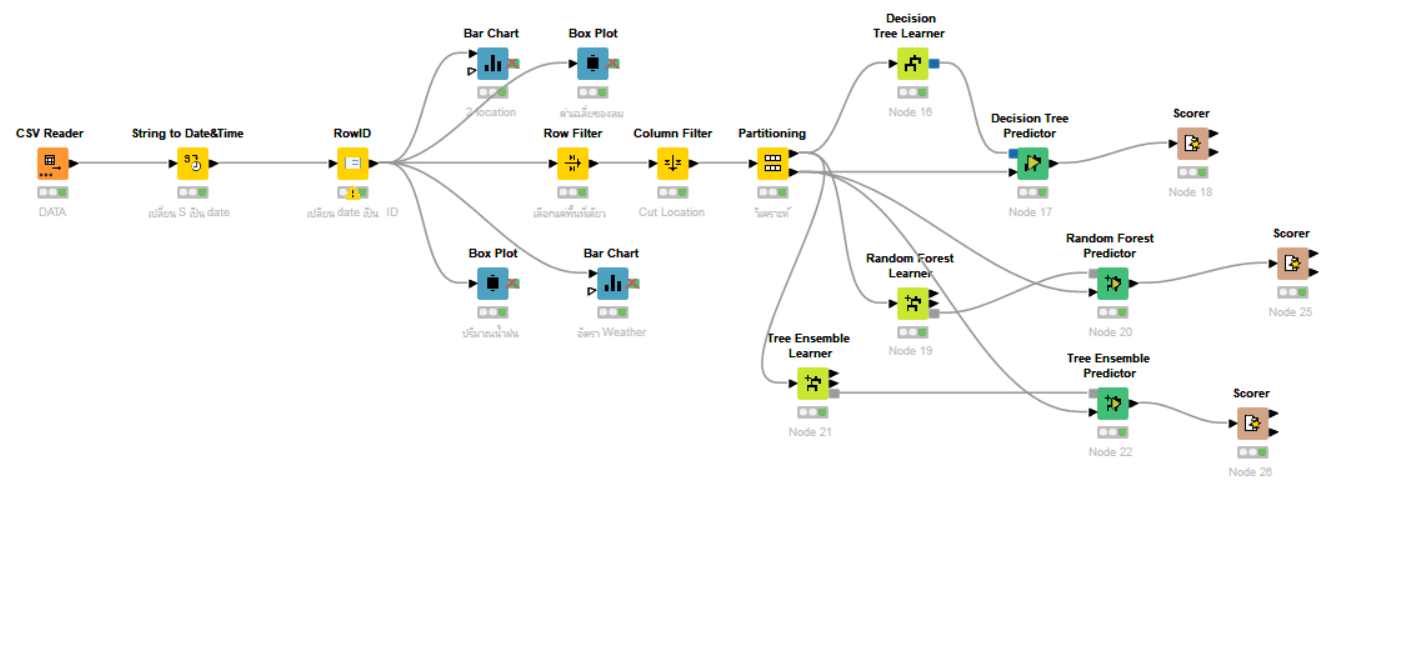 Decision
Tree Learner
Bar Chart
Box Plot
Node 16
2 location
ค่าเฉลี่ยของลม
Scorer
Decision Tree
Predictor
CSV Reader
String to Date&Time
RowID
Row Filter
Column Filter
Partitioning
DATA
เปลี่ยน S เป็น date
เปลี่ยน date เป็น ID
เลือกแค่พื้นที่เดียว
Cut Location
วิเคราะห์
Node 17
Node 18
Random Forest
Predictor
Scorer
Box Plot
Bar Chart
Random Forest
Learner
ปริมาณน้ำฝน
อัตรา Weather
Node 20
Node 25
Node 19
Tree Ensemble
Learner
Tree Ensemble
Predictor
Scorer
Node 21
Node 22
Node 26